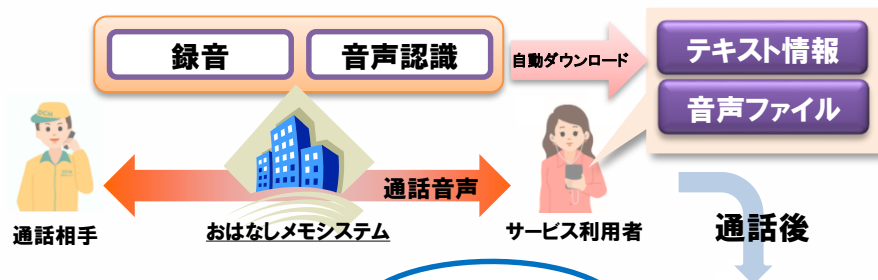 録音
音声認識
自動ダウンロード
テキスト情報
音声ファイル
通話音声
通話相手
おはなしメモシステム
サービス利用者
通話後